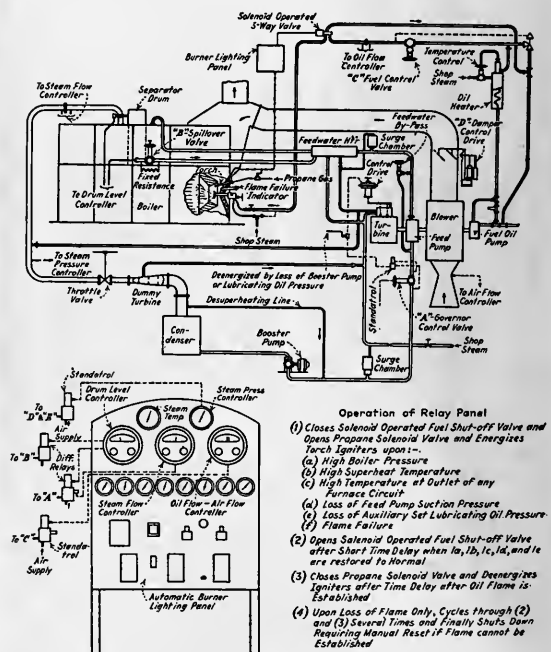 Solenoid Operated
3-Way Valve
Burner Lighting
Panel
To Oil Flow
Controller
"C" Fuel Control
Valve
Temperature
Control
Shop
Steam
Oil
Heater
To Steam Flow
Controller
Separator
Drum
"B" Spillover
Valve
Feedwater
By-Pass
"D"-Damper
Control
Drive
Feedwater Htr.
Surge
Chamber
Control
Drive
Fixed
Resistance
Propane Gas
Flame Failure
Indicator
To Drum Level
Controller
Boiler
Shop Steam
Tur-
bine
Blower
Feed
Pump
Fuel Oil
Pump
To Steam
Pressure
Controller
Throttle
Valve
Dummy
Turbine
Deenergized by Loss of Booster Pump
or Lubricating Oil Pressure
Standatrol
To Air Flow
Controller
"A"-Governor
Control Valve
Desuperheating Line
Con-
denser
Booster
Pump
Shop
Steam
Surge
Chamber
Standatrol
Drum Level
Controller
Steam
Temp
Steam Press
Controller
To
"D"&"E"
Air
Supply
To "B"
Diff.
Relays
To "A"
Steam Flow
Controller
Oil Flow - Air Flow
Controller
To "C"
Standa-
trol
Air
Supply
Automatic Burner
Lighting Panel
Operation of Relay Panel
(1) Closes Solenoid Operated Fuel Shut-off Valve and
Opens Propane Solenoid Valve and Energizes
Torch Igniters upon:-
(a) High Boiler Pressure
(b) High Superheat Temperature
(c) High Temperature at Outlet of any
Furnace Circuit
(d) Loss of Feed Pump Suction Pressure
(e) Loss of Auxiliary Set Lubricating Oil Pressure
(f) Flame Failure
(2) Opens Solenoid Operated Fuel Shut-off Valve
after Short Time Delay when 1a, 1b, 1c, 1d, and 1e
are restored to Normal
(3) Closes Propane Solenoid Valve and Deenergizes
Igniters after Time Delay after Oil Flame is
Established
(4) Upon Loss of Flame Only, Cycles through (2)
and (3) Several Times and Finally Shuts Down
Requiring Manual Reset if Flame cannot be
Established